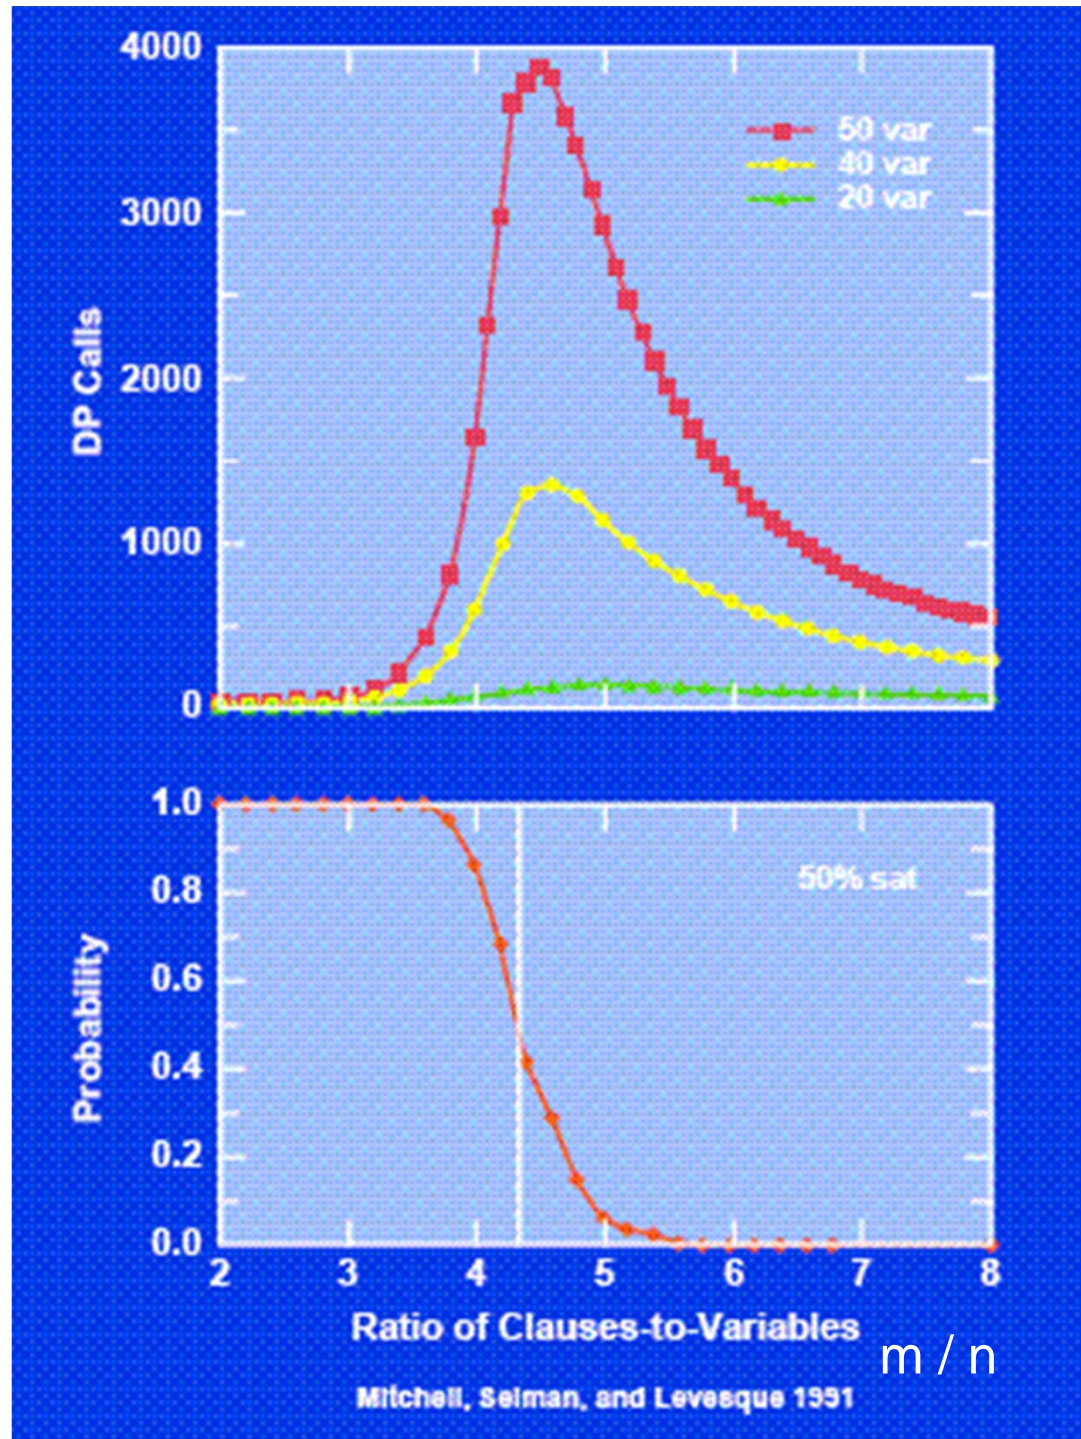 4000
3000
2000
1000
0
DP Calls
50 var
40 var
20 var
1.0
0.8
0.6
0.4
0.2
0.0
Probability
50% sat
2 3 4 5 6 7 8
Ratio of Clauses-to-Variables
m / n
Mitchell, Selman, and Levesque 1991